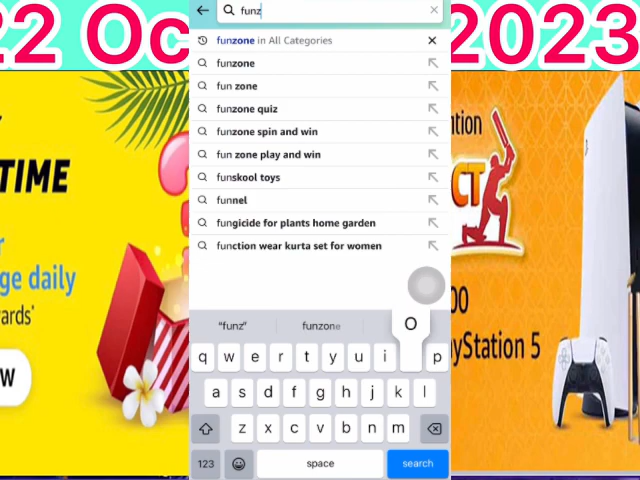 22 Oc
2023
funz
funzone in All Categories
funzone
fun zone
funzone quiz
funzone spin and win
fun zone play and win
funskool toys
funnel
fungicide for plants home garden
function wear kurta set for women
"funz" funzone
O
q w e r t y u i p
a s d f g h j k l
z x c v b n m
123 space search
TIME
ge daily
ards*
W
tion
CT
00
yStation 5